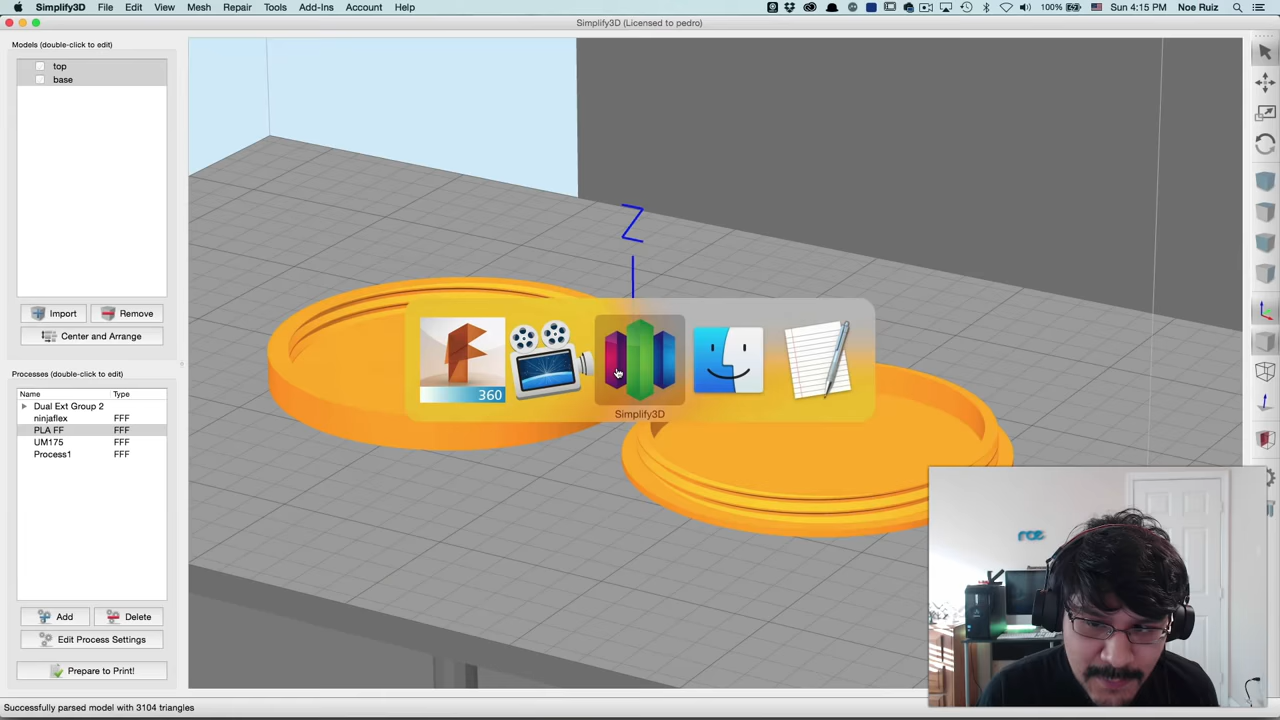 Simplify3D File Edit View Mesh Repair Tools Add-Ins Account Help 100% Sun 4:15 PM Noe Ruiz
Simplify3D (Licensed to pedro)
Models (double-click to edit)
top
base
Import Remove
Center and Arrange
Processes (double-click to edit)
Name Type
Dual Ext Group 2
ninjaflex FFF
PLA FF FFF
UM175 FFF
Process1 FFF
Add Delete
Edit Process Settings
Prepare to Print!
Z
360
Simplify3D
Successfully parsed model with 3104 triangles